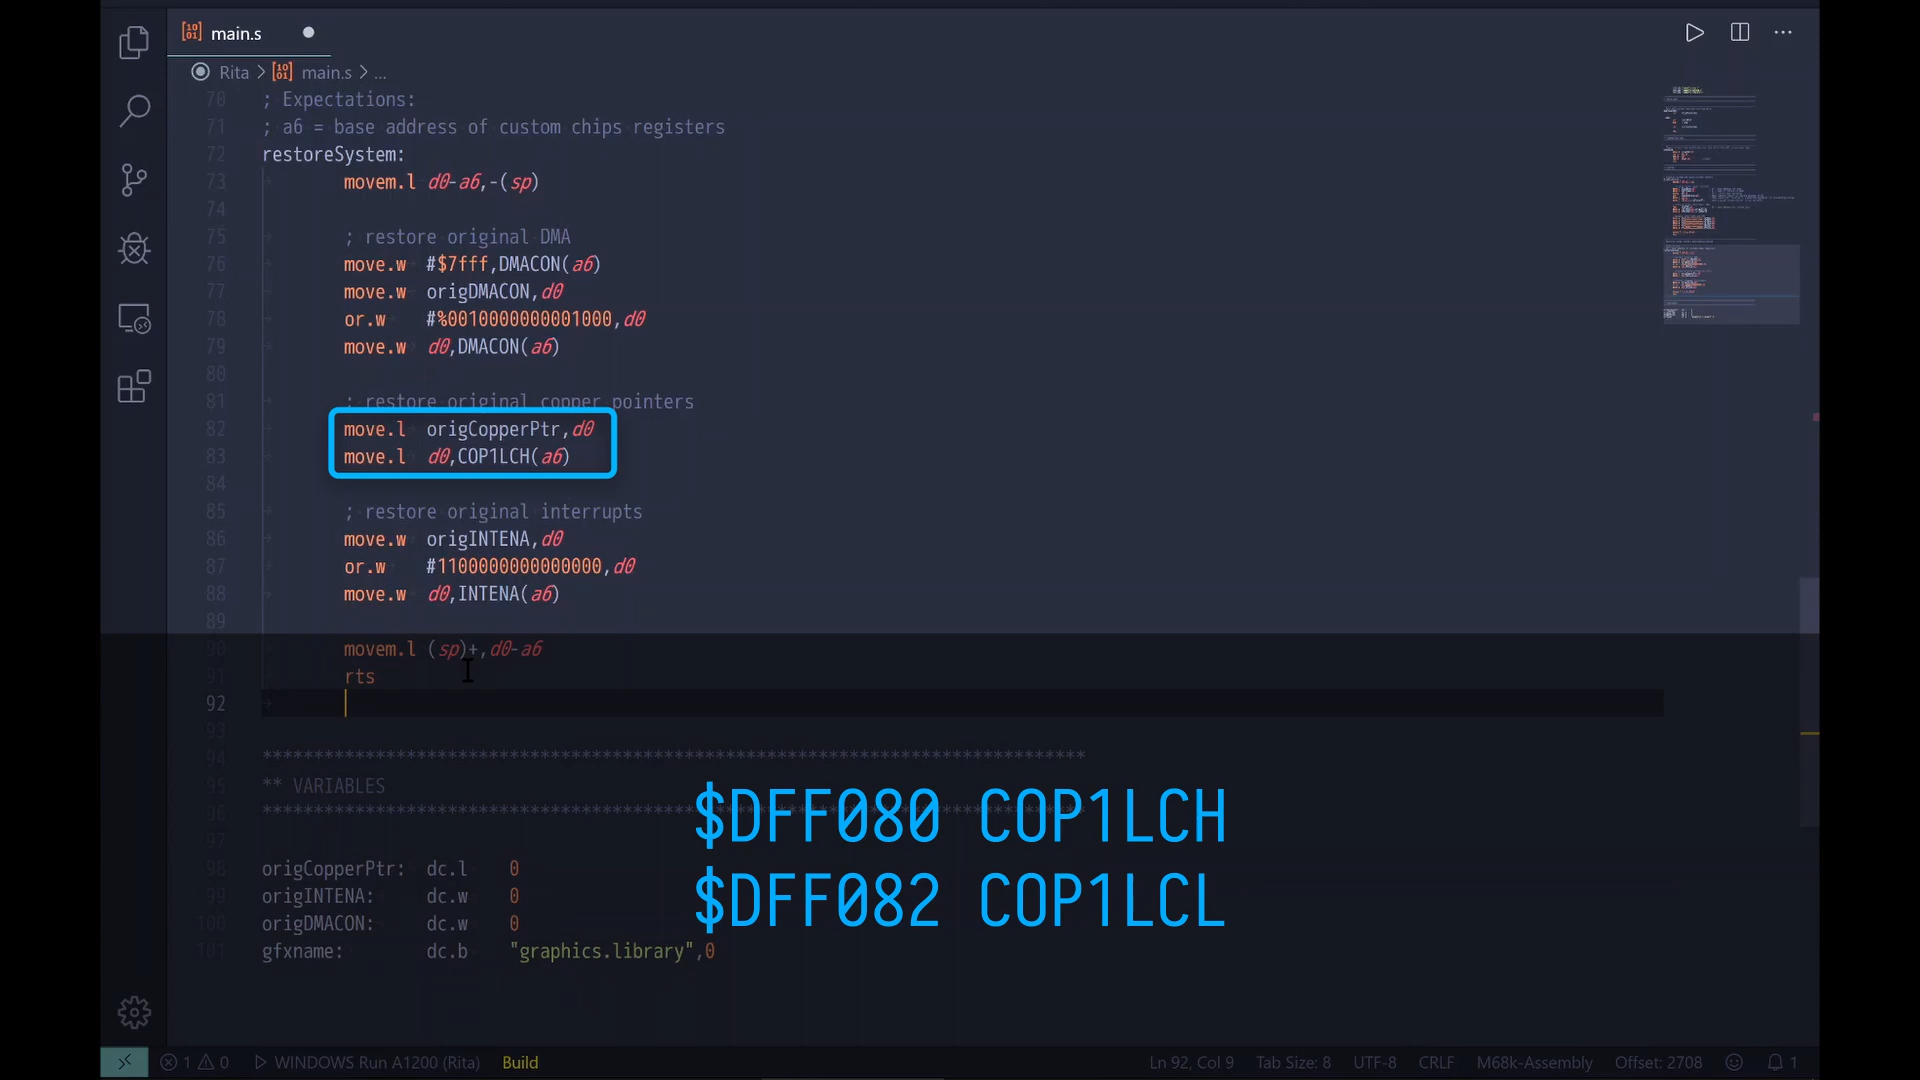 main.s
Rita > main.s > ...
70 ; Expectations:
71 ; a6 = base address of custom chips registers
72 restoreSystem:
73 movem.l d0-a6,-(sp)
74
75 ; restore original DMA
76 move.w #$7fff,DMACON(a6)
77 move.w origDMACON,d0
78 or.w #%0010000000001000,d0
79 move.w d0,DMACON(a6)
80
81 ; restore original copper pointers
82 move.l origCopperPtr,d0
83 move.l d0,COP1LCH(a6)
84
85 ; restore original interrupts
86 move.w origINTENA,d0
87 or.w #1100000000000000,d0
88 move.w d0,INTENA(a6)
89
90 movem.l (sp)+,d0-a6
91 rts
92
93
94 ********************************************************************************
95 ** VARIABLES
96 ********************************************************************************
97
98 origCopperPtr: dc.l 0
99 origINTENA: dc.w 0
100 origDMACON: dc.w 0
101 gfxname: dc.b "graphics.library",0
$DFF080 COP1LCH
$DFF082 COP1LCL
1 0 WINDOWS Run A1200 (Rita) Build Ln 92, Col 9 Tab Size: 8 UTF-8 CRLF M68k-Assembly Offset: 2708 1